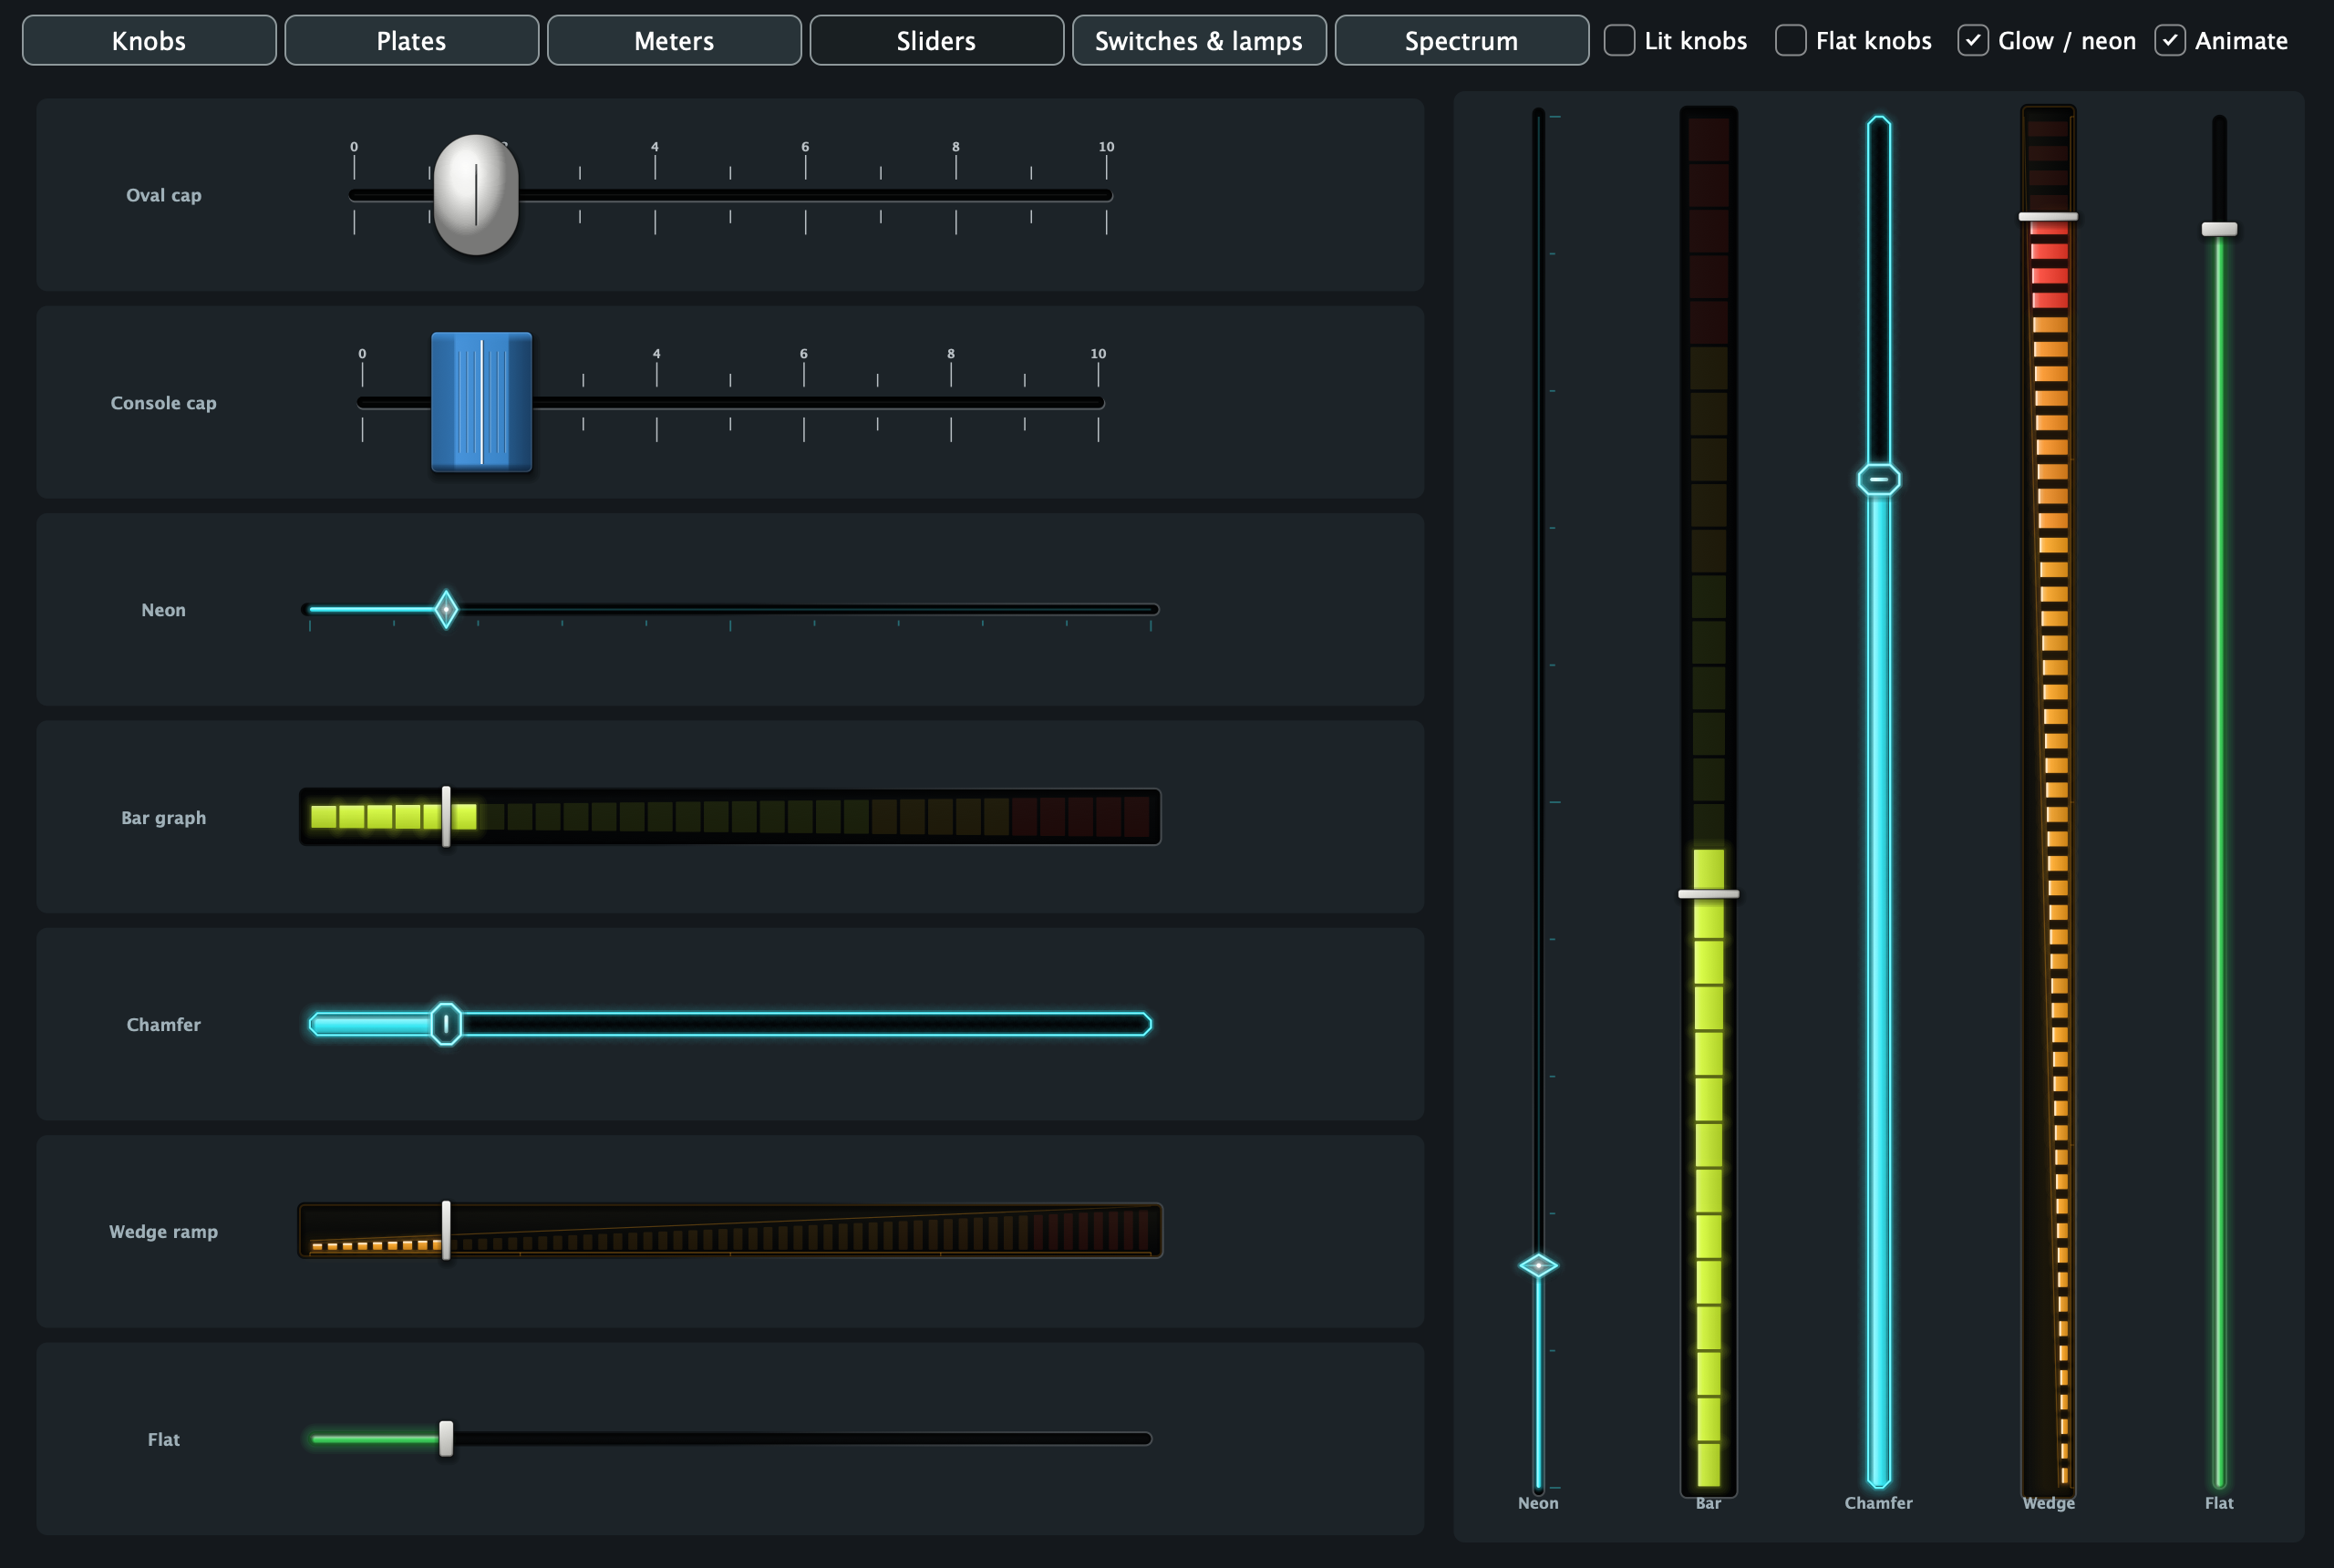 Knobs
Plates
Meters
Sliders
Switches & lamps
Spectrum
Lit knobs
Flat knobs
Glow / neon
Animate
Oval cap
0 4 6 8 10
Console cap
0 4 6 8 10
Neon
Bar graph
Chamfer
Wedge ramp
Flat
Neon
Bar
Chamfer
Wedge
Flat